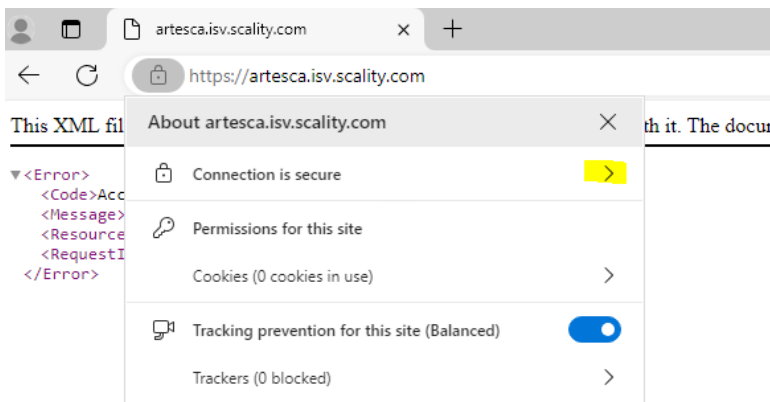 artesca.isv.scality.com
https://artesca.isv.scality.com
This XML fil th it. The docu
About artesca.isv.scality.com
<Error>
<Code>Acc
<Message>
<Resource
<RequestI
</Error>
Connection is secure
Permissions for this site
Cookies (0 cookies in use)
Tracking prevention for this site (Balanced)
Trackers (0 blocked)